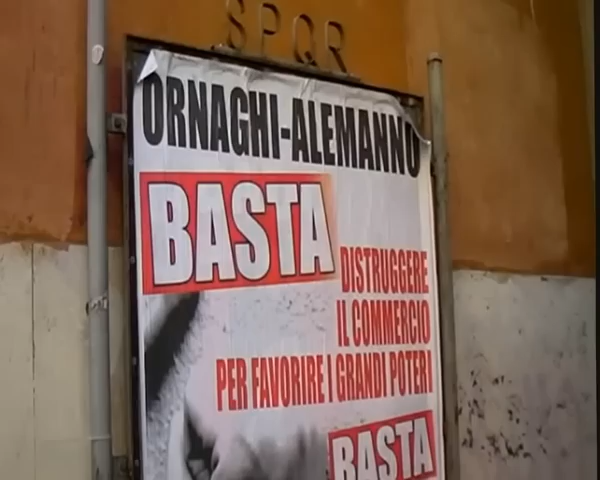 SPQR
ORNAGHI-ALEMANNO
BASTA
DISTRUGGERE
IL COMMERCIO
PER FAVORIRE I GRANDI POTERI
BASTA